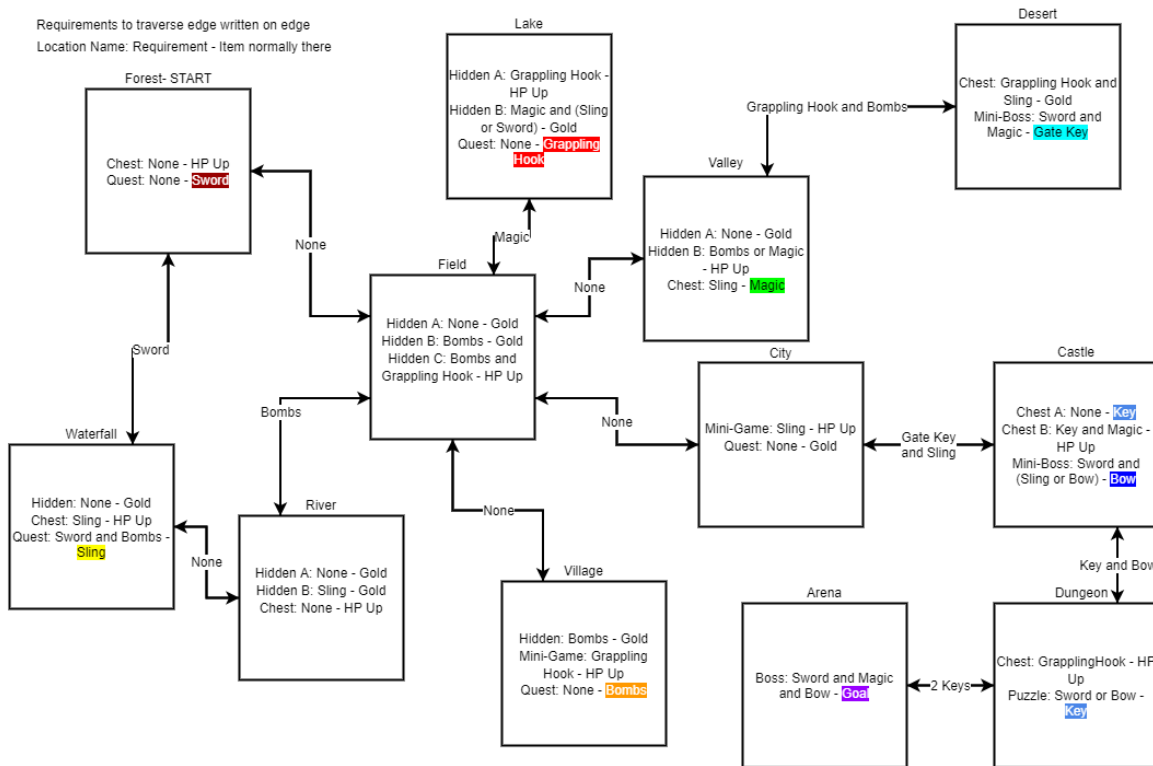 Requirements to traverse edge written on edge
Location Name: Requirement - Item normally there
Forest- START
Chest: None - HP Up
Quest: None - Sword
Lake
Hidden A: Grappling Hook -
HP Up
Hidden B: Magic and (Sling
or Sword) - Gold
Quest: None - Grappling
Hook
Desert
Chest: Grappling Hook and
Sling - Gold
Mini-Boss: Sword and
Magic - Gate Key
Grappling Hook and Bombs
Valley
Hidden A: None - Gold
Hidden B: Bombs or Magic
- HP Up
Chest: Sling - Magic
None
Magic
None
Field
Hidden A: None - Gold
Hidden B: Bombs - Gold
Hidden C: Bombs and
Grappling Hook - HP Up
Sword
Bombs
None
City
Mini-Game: Sling - HP Up
Quest: None - Gold
Gate Key
and Sling
Castle
Chest A: None - Key
Chest B: Key and Magic -
HP Up
Mini-Boss: Sword and
(Sling or Bow) - Bow
Waterfall
Hidden: None - Gold
Chest: Sling - HP Up
Quest: Sword and Bombs -
Sling
None
River
Hidden A: None - Gold
Hidden B: Sling - Gold
Chest: None - HP Up
None
Village
Hidden: Bombs - Gold
Mini-Game: Grappling
Hook - HP Up
Quest: None - Bombs
Key and Bow
Arena
Boss: Sword and Magic
and Bow - Goal
2 Keys
Dungeon
Chest: GrapplingHook - HP
Up
Puzzle: Sword or Bow -
Key